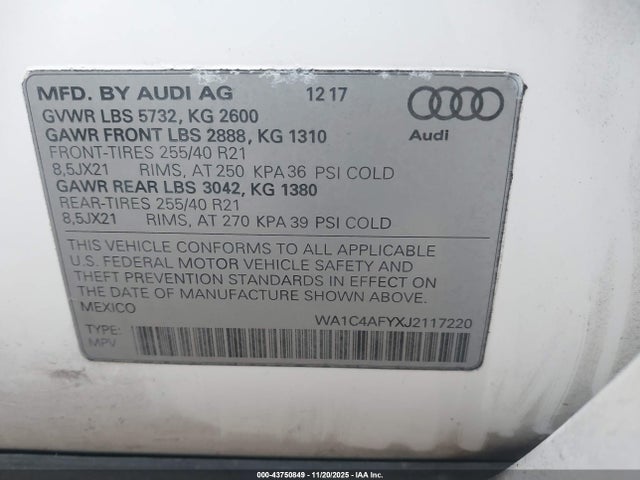 MFD. BY AUDI AG 12 17
GVWR LBS 5732, KG 2600
GAWR FRONT LBS 2888, KG 1310
FRONT-TIRES 255/40 R21
8,5JX21 RIMS, AT 250 KPA 36 PSI COLD
GAWR REAR LBS 3042, KG 1380
REAR-TIRES 255/40 R21
8,5JX21 RIMS, AT 270 KPA 39 PSI COLD
Audi
THIS VEHICLE CONFORMS TO ALL APPLICABLE
U.S. FEDERAL MOTOR VEHICLE SAFETY AND
THEFT PREVENTION STANDARDS IN EFFECT ON
THE DATE OF MANUFACTURE SHOWN ABOVE.
MEXICO
WA1C4AFYXJ2117220
TYPE:
MPV
000-43750849 - 11/20/2025 - IAA Inc.